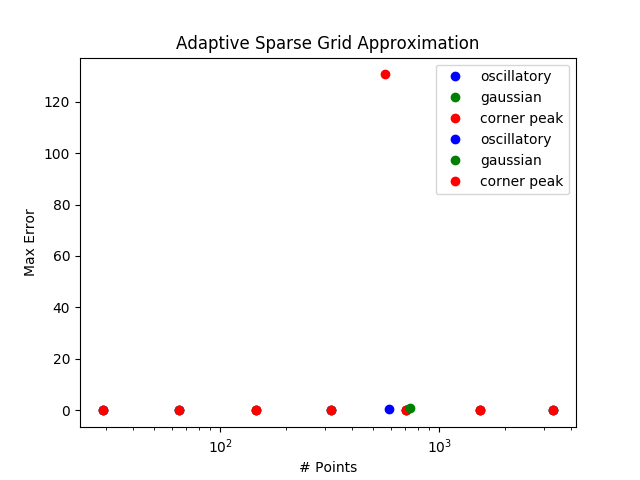 Adaptive Sparse Grid Approximation
oscillatory
gaussian
corner peak
oscillatory
gaussian
corner peak
120
100
80
60
40
20
0
Max Error
10²
10³
# Points